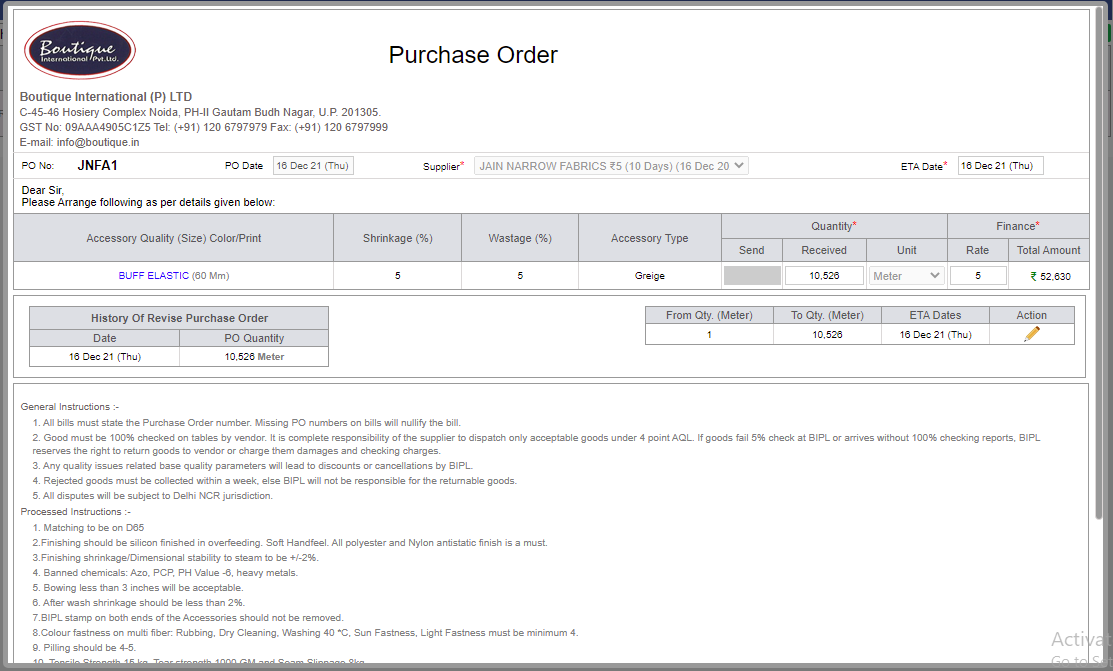 Boutique
International Pvt.Ltd.
Purchase Order
Boutique International (P) LTD
C-45-46 Hosiery Complex Noida, PH-II Gautam Budh Nagar, U.P. 201305.
GST No: 09AAA4905C1Z5 Tel: (+91) 120 6797979 Fax: (+91) 120 6797999
E-mail: info@boutique.in
PO No: JNFA1 PO Date 16 Dec 21 (Thu) Supplier* JAIN NARROW FABRICS ₹5 (10 Days) (16 Dec 20 ETA Date* 16 Dec 21 (Thu)
Dear Sir,
Please Arrange following as per details given below:
Accessory Quality (Size) Color/Print Shrinkage (%) Wastage (%) Accessory Type Quantity* Finance*
Send Received Unit Rate Total Amount
BUFF ELASTIC (60 Mm) 5 5 Greige 10,526 Meter 5 ₹ 52,630
History Of Revise Purchase Order
Date PO Quantity
16 Dec 21 (Thu) 10,526 Meter
From Qty. (Meter) To Qty. (Meter) ETA Dates Action
1 10,526 16 Dec 21 (Thu)
General Instructions :-
1. All bills must state the Purchase Order number. Missing PO numbers on bills will nullify the bill.
2. Good must be 100% checked on tables by vendor. It is complete responsibility of the supplier to dispatch only acceptable goods under 4 point AQL. If goods fail 5% check at BIPL or arrives without 100% checking reports, BIPL
reserves the right to return goods to vendor or charge them damages and checking charges.
3. Any quality issues related base quality parameters will lead to discounts or cancellations by BIPL.
4. Rejected goods must be collected within a week, else BIPL will not be responsible for the returnable goods.
5. All disputes will be subject to Delhi NCR jurisdiction.
Processed Instructions :-
1. Matching to be on D65
2.Finishing should be silicon finished in overfeeding. Soft Handfeel. All polyester and Nylon antistatic finish is a must.
3.Finishing shrinkage/Dimensional stability to steam to be +/-2%.
4. Banned chemicals: Azo, PCP, PH Value -6, heavy metals.
5. Bowing less than 3 inches will be acceptable.
6. After wash shrinkage should be less than 2%.
7.BIPL stamp on both ends of the Accessories should not be removed.
8.Colour fastness on multi fiber: Rubbing, Dry Cleaning, Washing 40 *C, Sun Fastness, Light Fastness must be minimum 4.
9. Pilling should be 4-5.
10. Tensile Strength 15 kg, Tear strength 1000 GM and Seam Slippage 8kg
Activat
Go to S